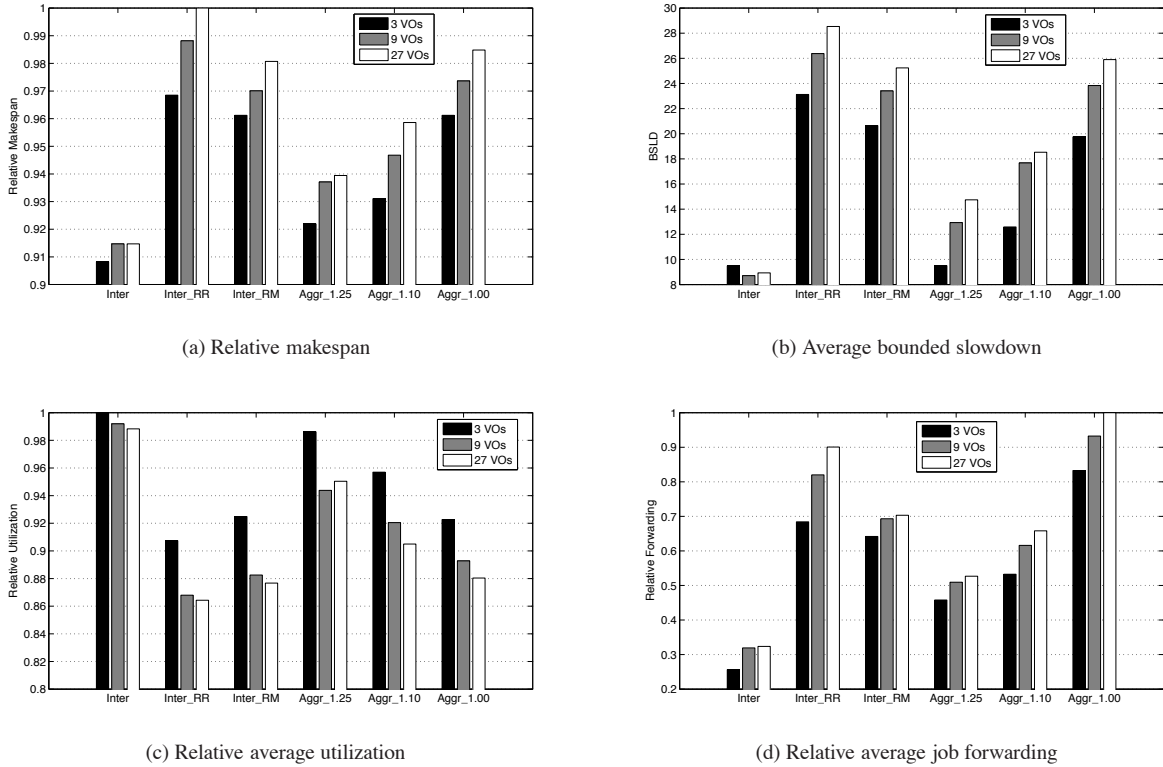 1
0.99
0.98
0.97
0.96
0.95
0.94
0.93
0.92
0.91
0.9
Relative Makespan
3 VOs
9 VOs
27 VOs
Inter Inter_RR Inter_RM Aggr_1.25 Aggr_1.10 Aggr_1.00
(a) Relative makespan
30
28
26
24
22
20
18
16
14
12
10
8
BSLD
3 VOs
9 VOs
27 VOs
Inter Inter_RR Inter_RM Aggr_1.25 Aggr_1.10 Aggr_1.00
(b) Average bounded slowdown
1
0.98
0.96
0.94
0.92
0.9
0.88
0.86
0.84
0.82
0.8
Relative Utilization
3 VOs
9 VOs
27 VOs
Inter Inter_RR Inter_RM Aggr_1.25 Aggr_1.10 Aggr_1.00
(c) Relative average utilization
1
0.9
0.8
0.7
0.6
0.5
0.4
0.3
0.2
Relative Forwarding
3 VOs
9 VOs
27 VOs
Inter Inter_RR Inter_RM Aggr_1.25 Aggr_1.10 Aggr_1.00
(d) Relative average job forwarding